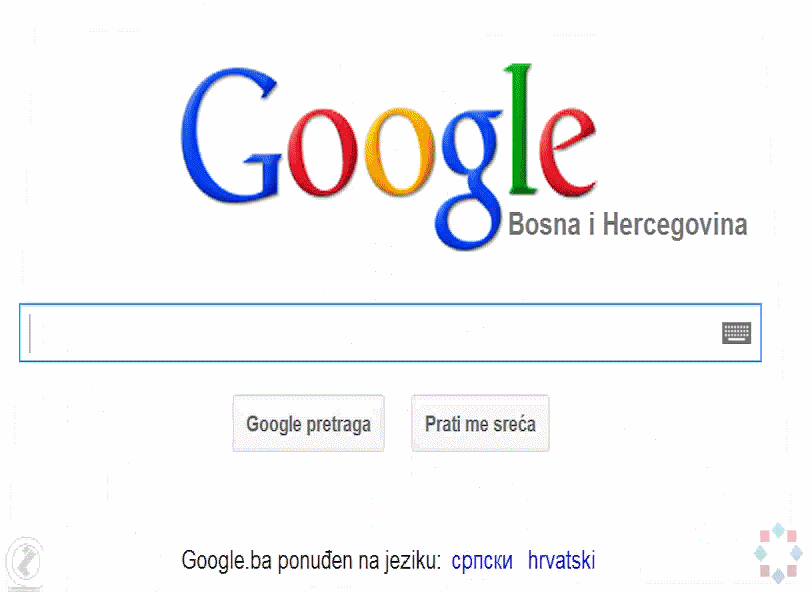 Google
Bosna i Hercegovina
Google pretraga Prati me sreća
Google.ba ponuđen na jeziku: српски hrvatski